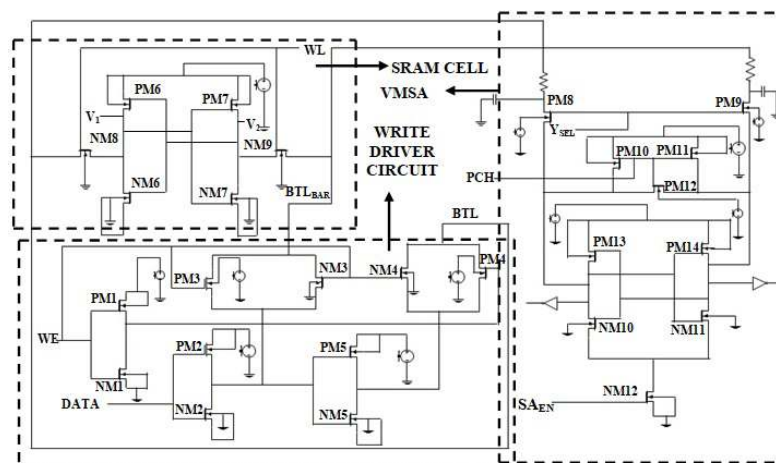 WL
SRAM CELL
PM6
PM7
VMSA
PM8
PM9
V1
V2
YSEL
NM8
NM9
WRITE
DRIVER
CIRCUIT
PM10
PM11
PCH
PM12
NM6
NM7
BTLBAR
BTL
PM13
PM14
PM3
NM3
NM4
PM4
PM1
NM10
NM11
WE
PM2
PM5
NM1
DATA
NM2
NM5
NM12
SAEN